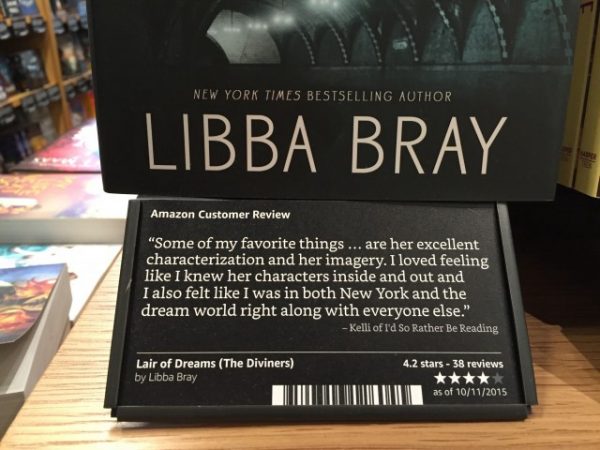 NEW YORK TIMES BESTSELLING AUTHOR
LIBBA BRAY
Amazon Customer Review
“Some of my favorite things ... are her excellent
characterization and her imagery. I loved feeling
like I knew her characters inside and out and
I also felt like I was in both New York and the
dream world right along with everyone else.”
– Kelli of I'd So Rather Be Reading
Lair of Dreams (The Diviners)
by Libba Bray
4.2 stars - 38 reviews
as of 10/11/2015